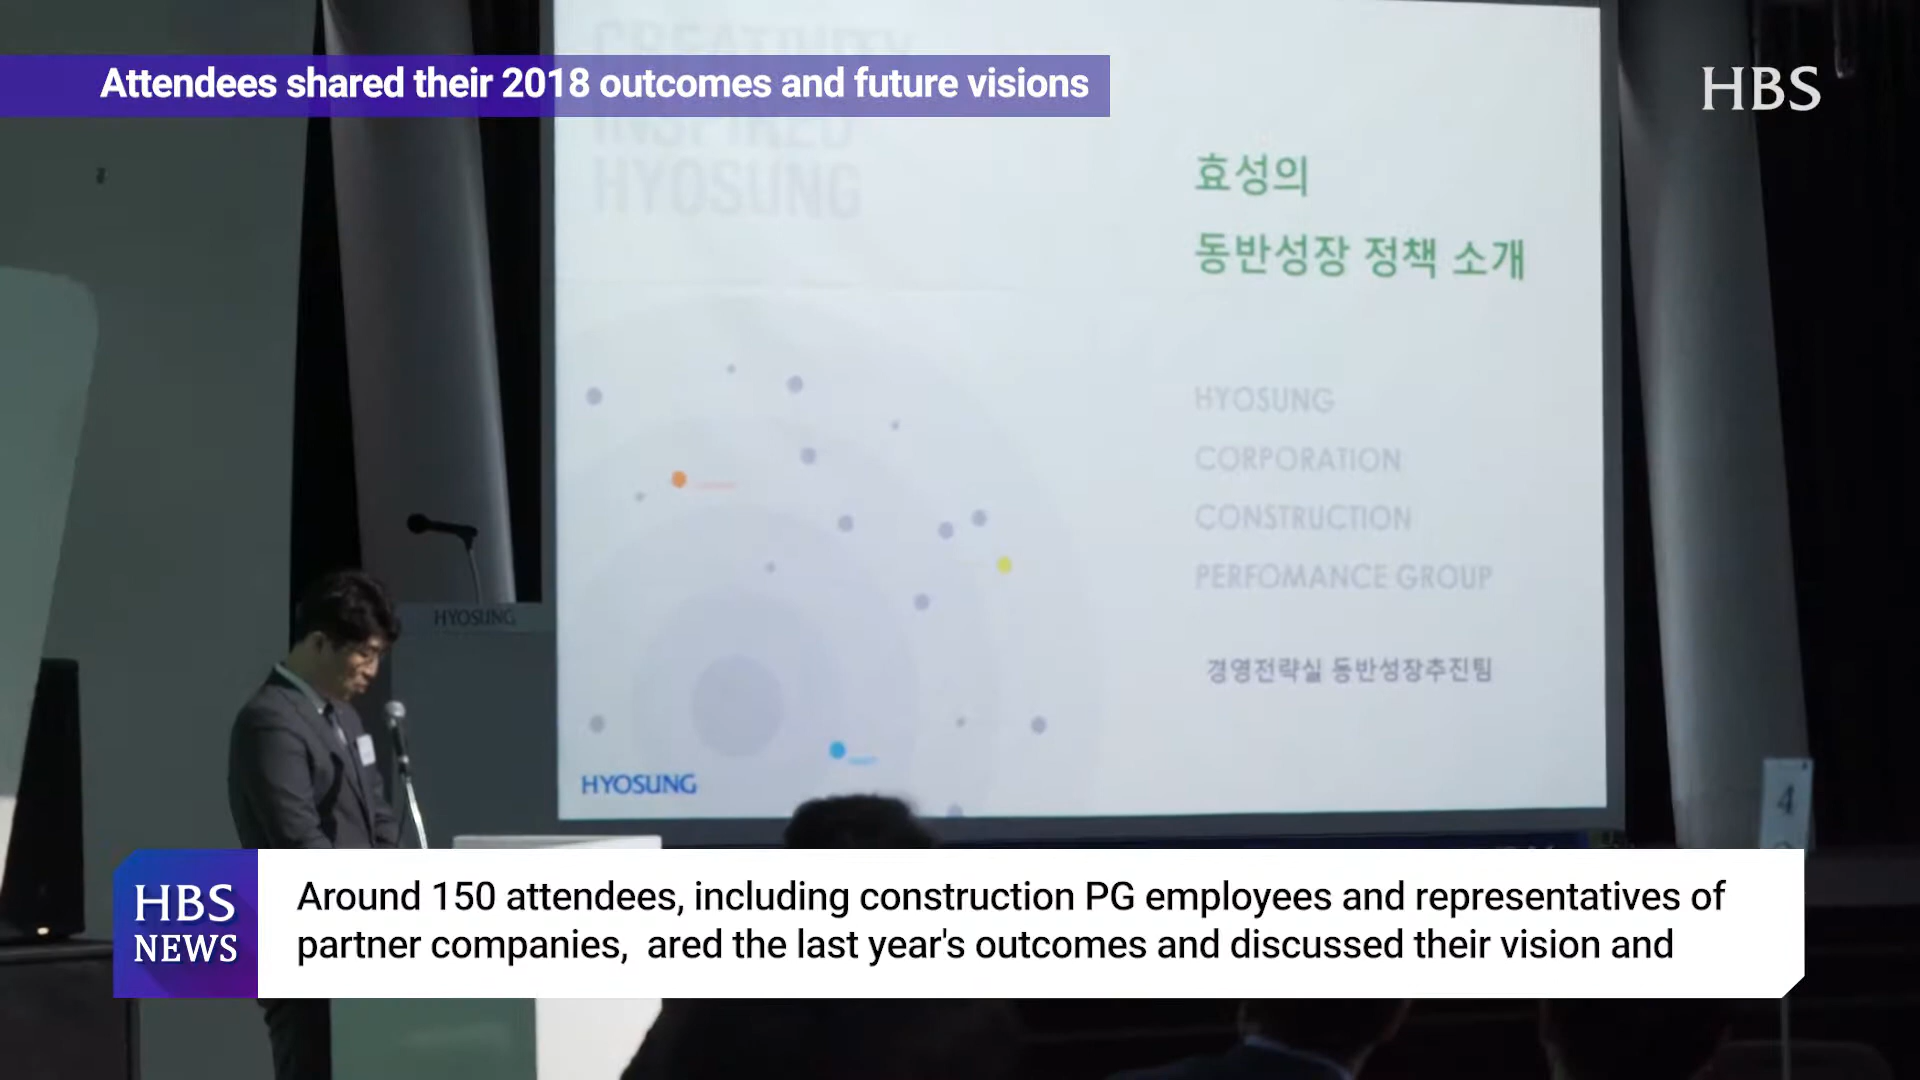 Attendees shared their 2018 outcomes and future visions
HBS
CREATIVITY
INSPIRED
HYOSUNG
효성의
동반성장 정책 소개
HYOSUNG
CORPORATION
CONSTRUCTION
PERFOMANCE GROUP
경영전략실 동반성장추진팀
HYOSUNG
HYOSUNG
4
HBS
NEWS
Around 150 attendees, including construction PG employees and representatives of
partner companies,  ared the last year's outcomes and discussed their vision and